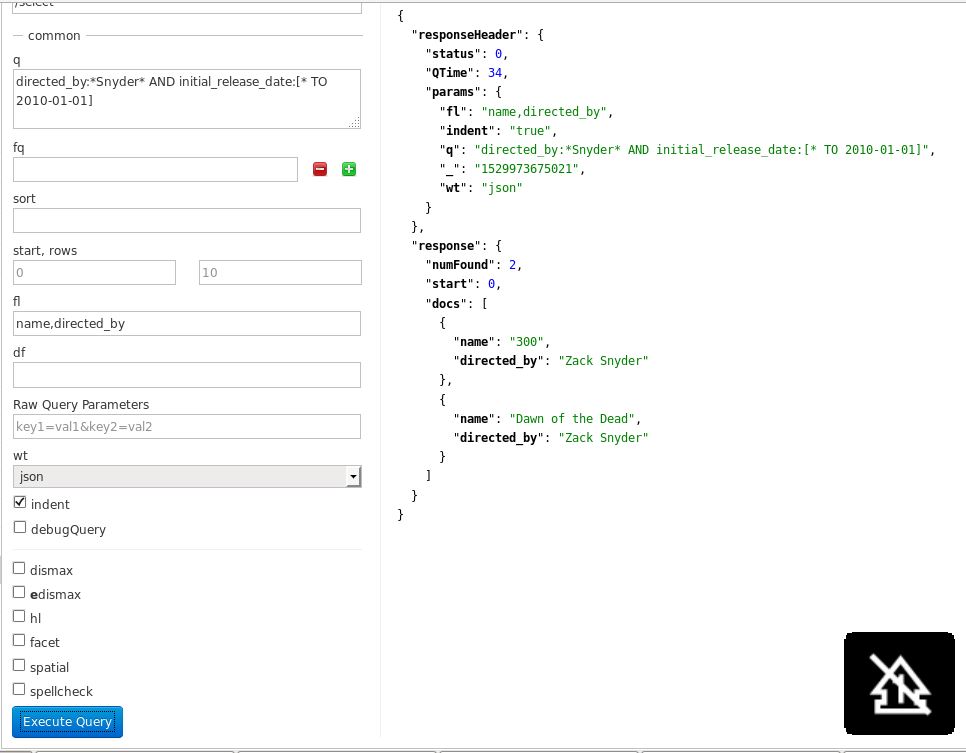 /select
common
q
directed_by:*Snyder* AND initial_release_date:[* TO
2010-01-01]
fq
sort
start, rows
0
10
fl
name,directed_by
df
Raw Query Parameters
key1=val1&key2=val2
wt
json
indent
debugQuery
dismax
edismax
hl
facet
spatial
spellcheck
Execute Query
{
"responseHeader": {
"status": 0,
"QTime": 34,
"params": {
"fl": "name,directed_by",
"indent": "true",
"q": "directed_by:*Snyder* AND initial_release_date:[* TO 2010-01-01]",
"_": "1529973675021",
"wt": "json"
}
},
"response": {
"numFound": 2,
"start": 0,
"docs": [
{
"name": "300",
"directed_by": "Zack Snyder"
},
{
"name": "Dawn of the Dead",
"directed_by": "Zack Snyder"
}
]
}
}